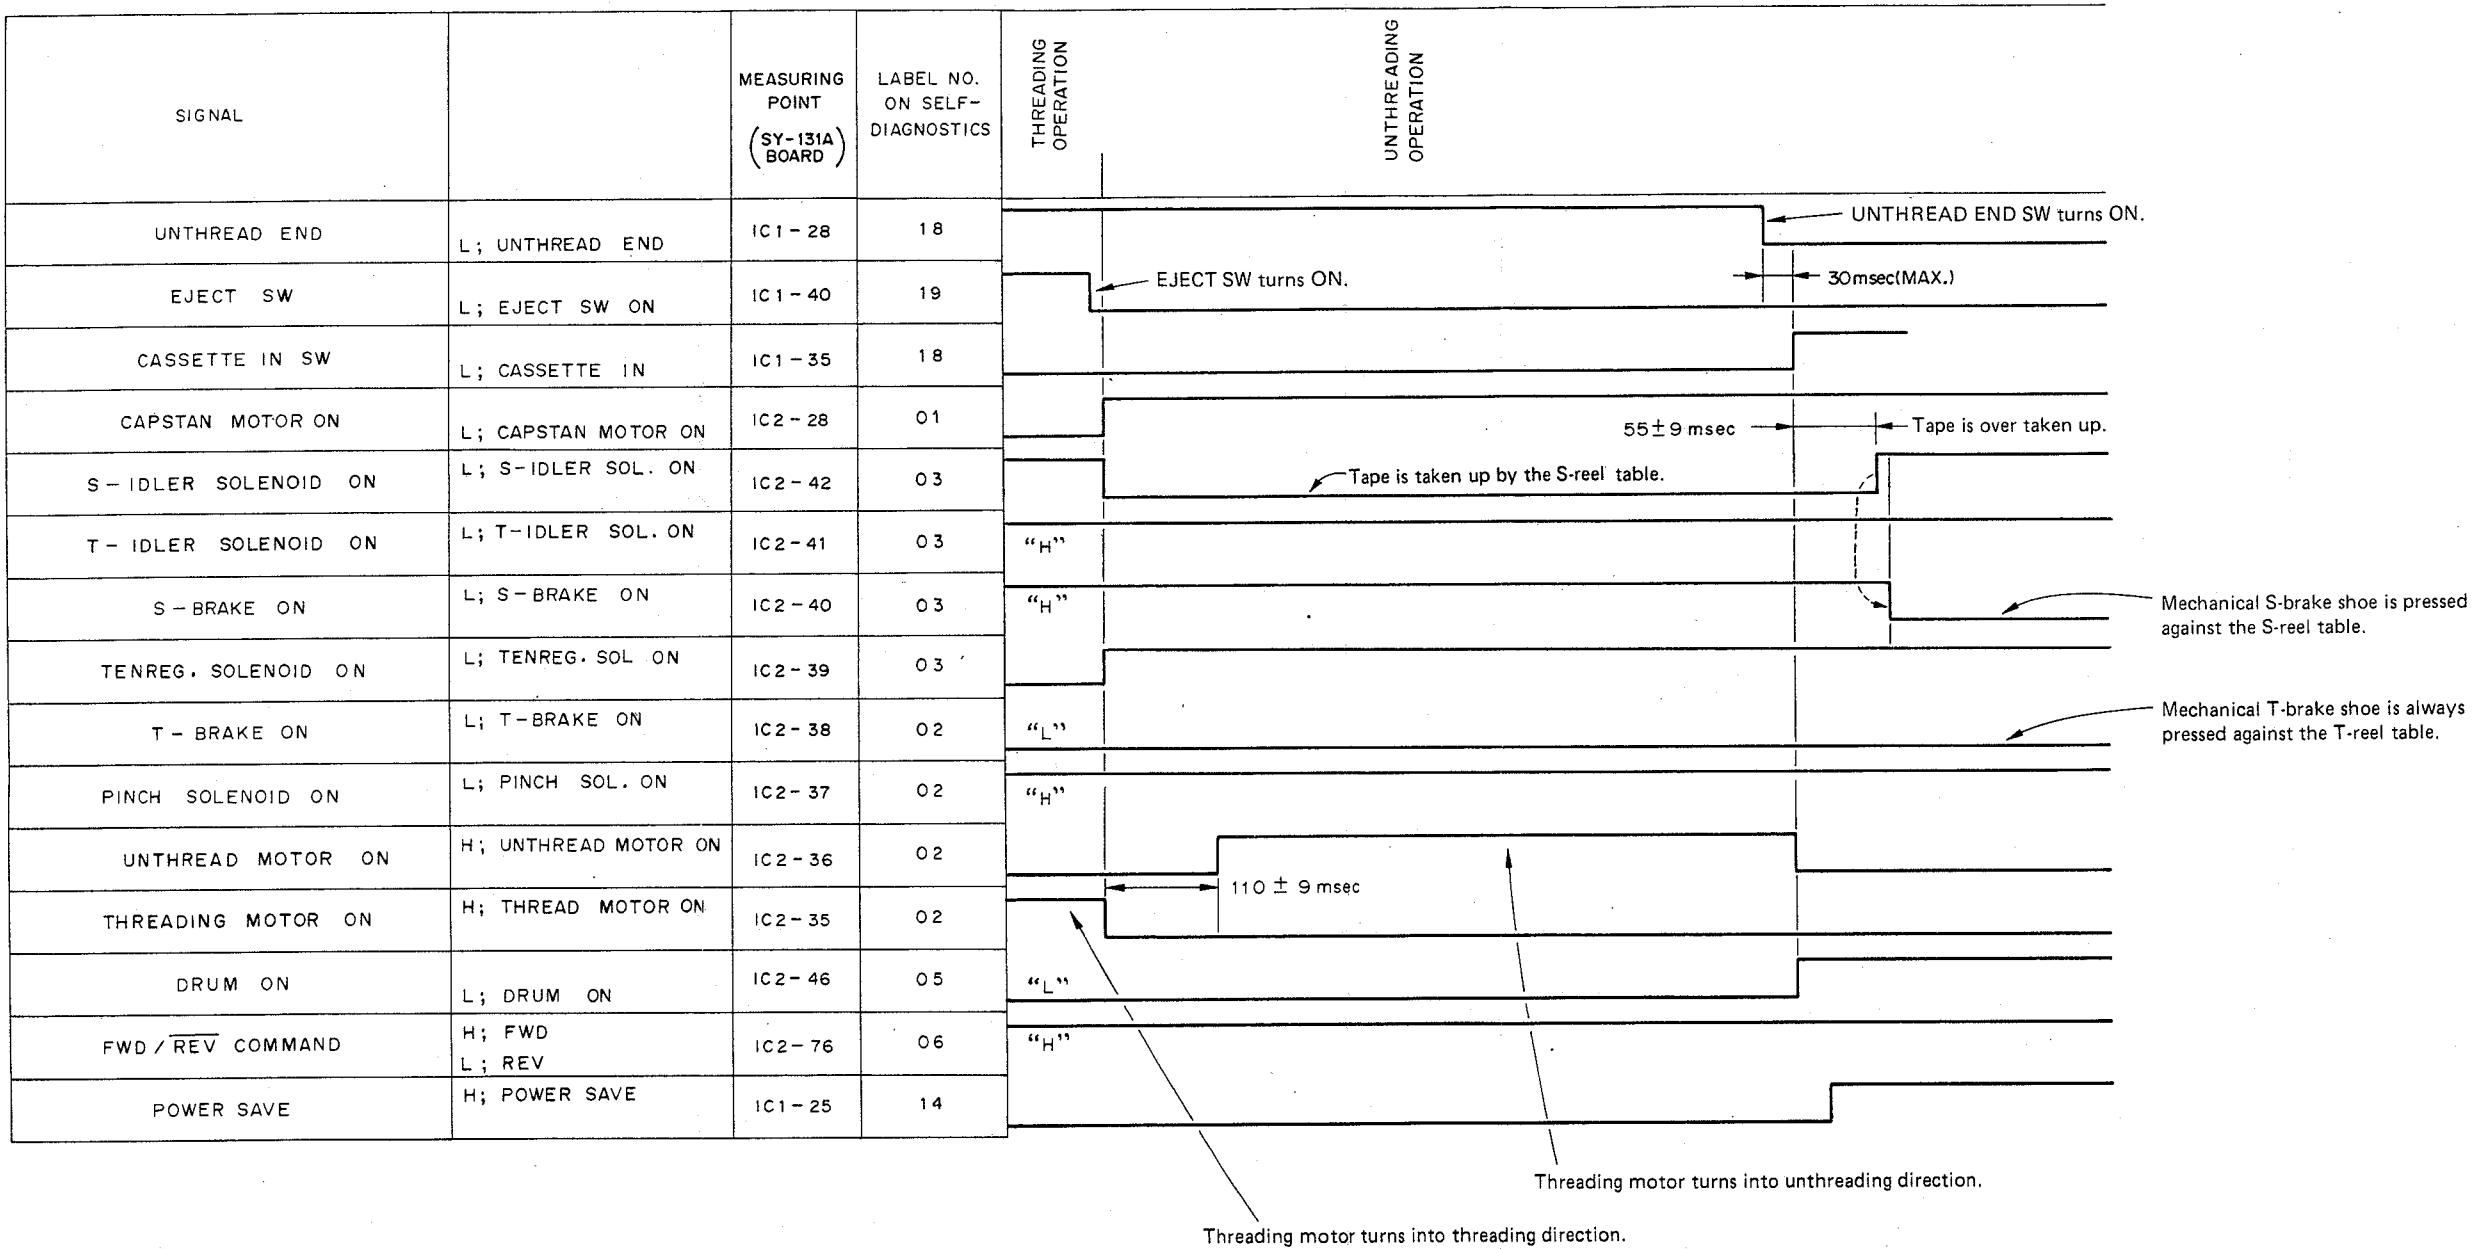 SIGNAL
MEASURING
POINT
(SY-131A
BOARD)
LABEL NO.
ON SELF-
DIAGNOSTICS
THREADING
OPERATION
UNTHREADING
OPERATION
UNTHREAD END
L; UNTHREAD END
IC1-28
18
UNTHREAD END SW turns ON.
EJECT SW
L; EJECT SW ON
IC1-40
19
EJECT SW turns ON.
30msec(MAX.)
CASSETTE IN SW
L; CASSETTE IN
IC1-35
18
CAPSTAN MOTOR ON
L; CAPSTAN MOTOR ON
IC2-28
01
55±9 msec
Tape is over taken up.
S-IDLER SOLENOID ON
L; S-IDLER SOL. ON
IC2-42
03
Tape is taken up by the S-reel table.
T-IDLER SOLENOID ON
L; T-IDLER SOL. ON
IC2-41
03
“H”
S-BRAKE ON
L; S-BRAKE ON
IC2-40
03
“H”
Mechanical S-brake shoe is pressed
against the S-reel table.
TENREG. SOLENOID ON
L; TENREG. SOL ON
IC2-39
03
T-BRAKE ON
L; T-BRAKE ON
IC2-38
02
“L”
Mechanical T-brake shoe is always
pressed against the T-reel table.
PINCH SOLENOID ON
L; PINCH SOL. ON
IC2-37
02
“H”
UNTHREAD MOTOR ON
H; UNTHREAD MOTOR ON
IC2-36
02
110 ± 9 msec
THREADING MOTOR ON
H; THREAD MOTOR ON
IC2-35
02
DRUM ON
L; DRUM ON
IC2-46
05
“L”
FWD/REV COMMAND
H; FWD
L; REV
IC2-76
06
“H”
POWER SAVE
H; POWER SAVE
IC1-25
14
Threading motor turns into unthreading direction.
Threading motor turns into threading direction.